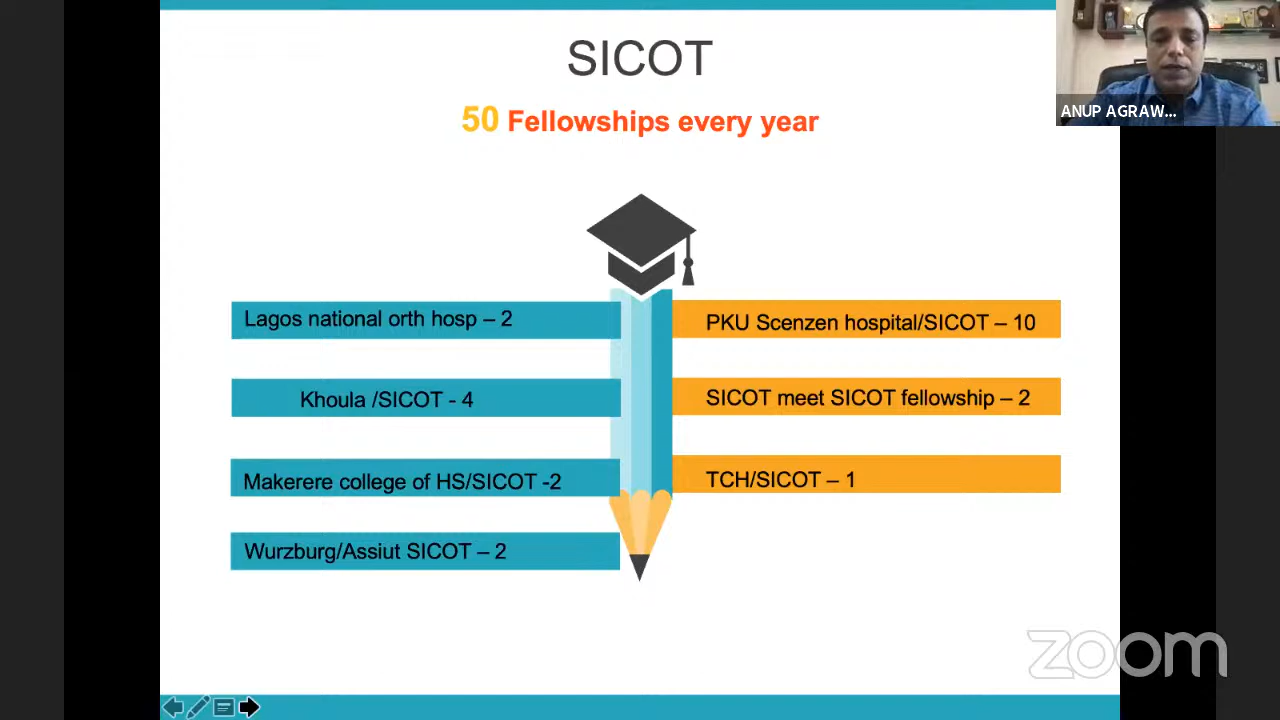 SICOT
50 Fellowships every year
ANUP AGRAW...
Lagos national orth hosp – 2
Khoula /SICOT - 4
Makerere college of HS/SICOT -2
Wurzburg/Assiut SICOT – 2
PKU Scenzen hospital/SICOT – 10
SICOT meet SICOT fellowship – 2
TCH/SICOT – 1
zoom